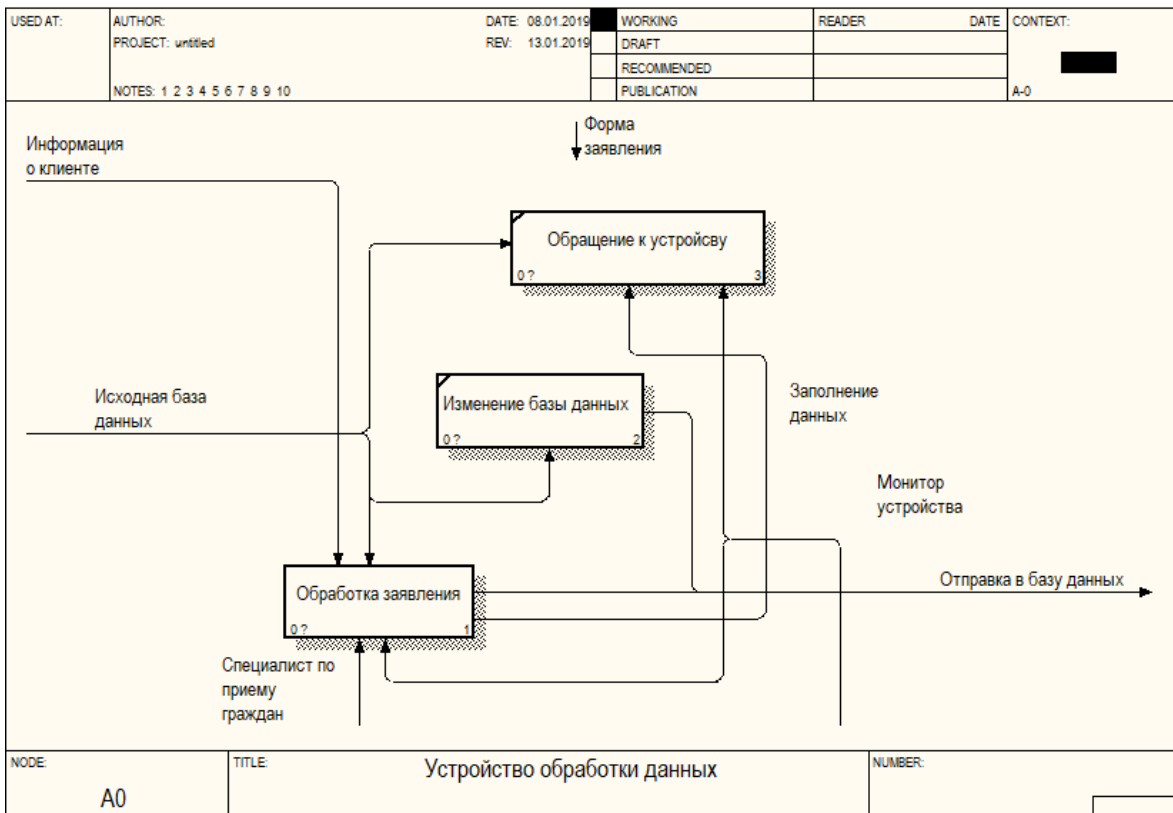 USED AT:
AUTHOR:
DATE: 08.01.2019
WORKING
READER
DATE
CONTEXT:
PROJECT: untitled
REV: 13.01.2019
DRAFT
RECOMMENDED
NOTES: 1 2 3 4 5 6 7 8 9 10
PUBLICATION
A-0
Форма
заявления
Информация
о клиенте
Обращение к устройсву
0 ?
3
Исходная база
данных
Изменение базы данных
0 ?
2
Заполнение
данных
Монитор
устройства
Отправка в базу данных
Обработка заявления
0 ?
1
Специалист по
приему
граждан
NODE:
TITLE:
Устройство обработки данных
NUMBER:
A0